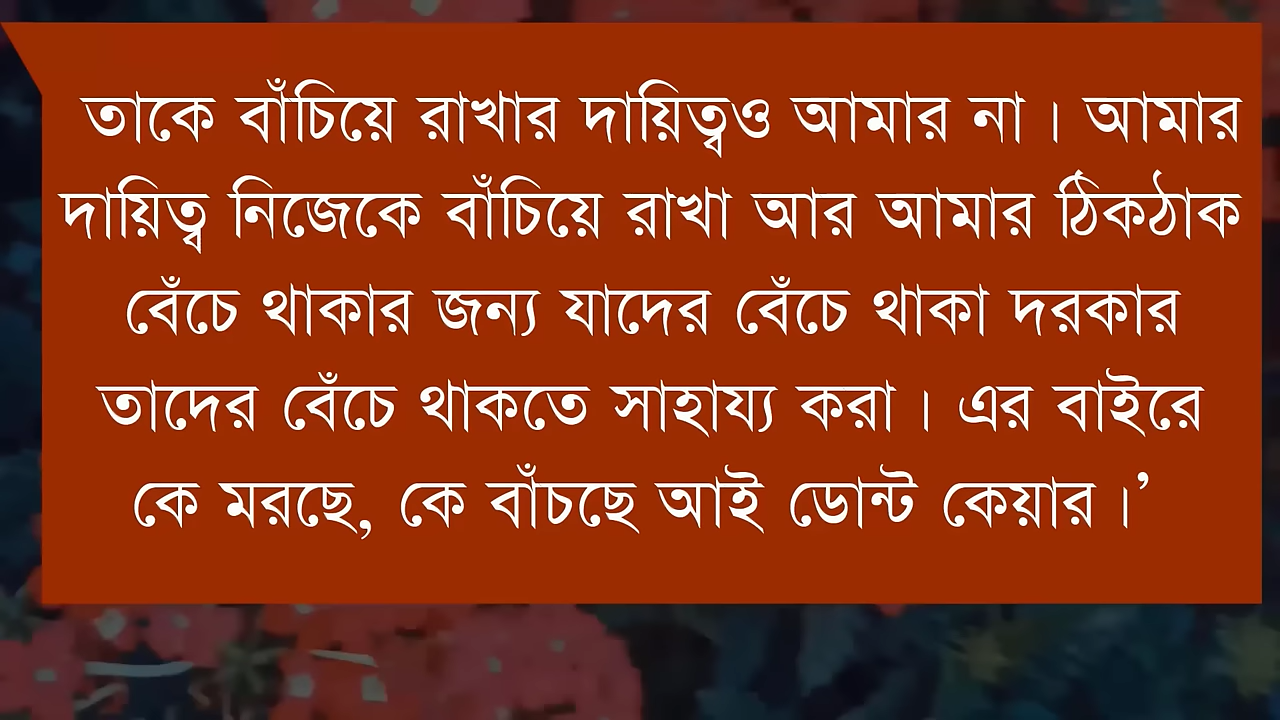 তাকে বাঁচিয়ে রাখার দায়িত্বও আমার না। আমার
দায়িত্ব নিজেকে বাঁচিয়ে রাখা আর আমার ঠিকঠাক
বেঁচে থাকার জন্য যাদের বেঁচে থাকা দরকার
তাদের বেঁচে থাকতে সাহায্য করা। এর বাইরে
কে মরছে, কে বাঁচছে আই ডোন্ট কেয়ার।’